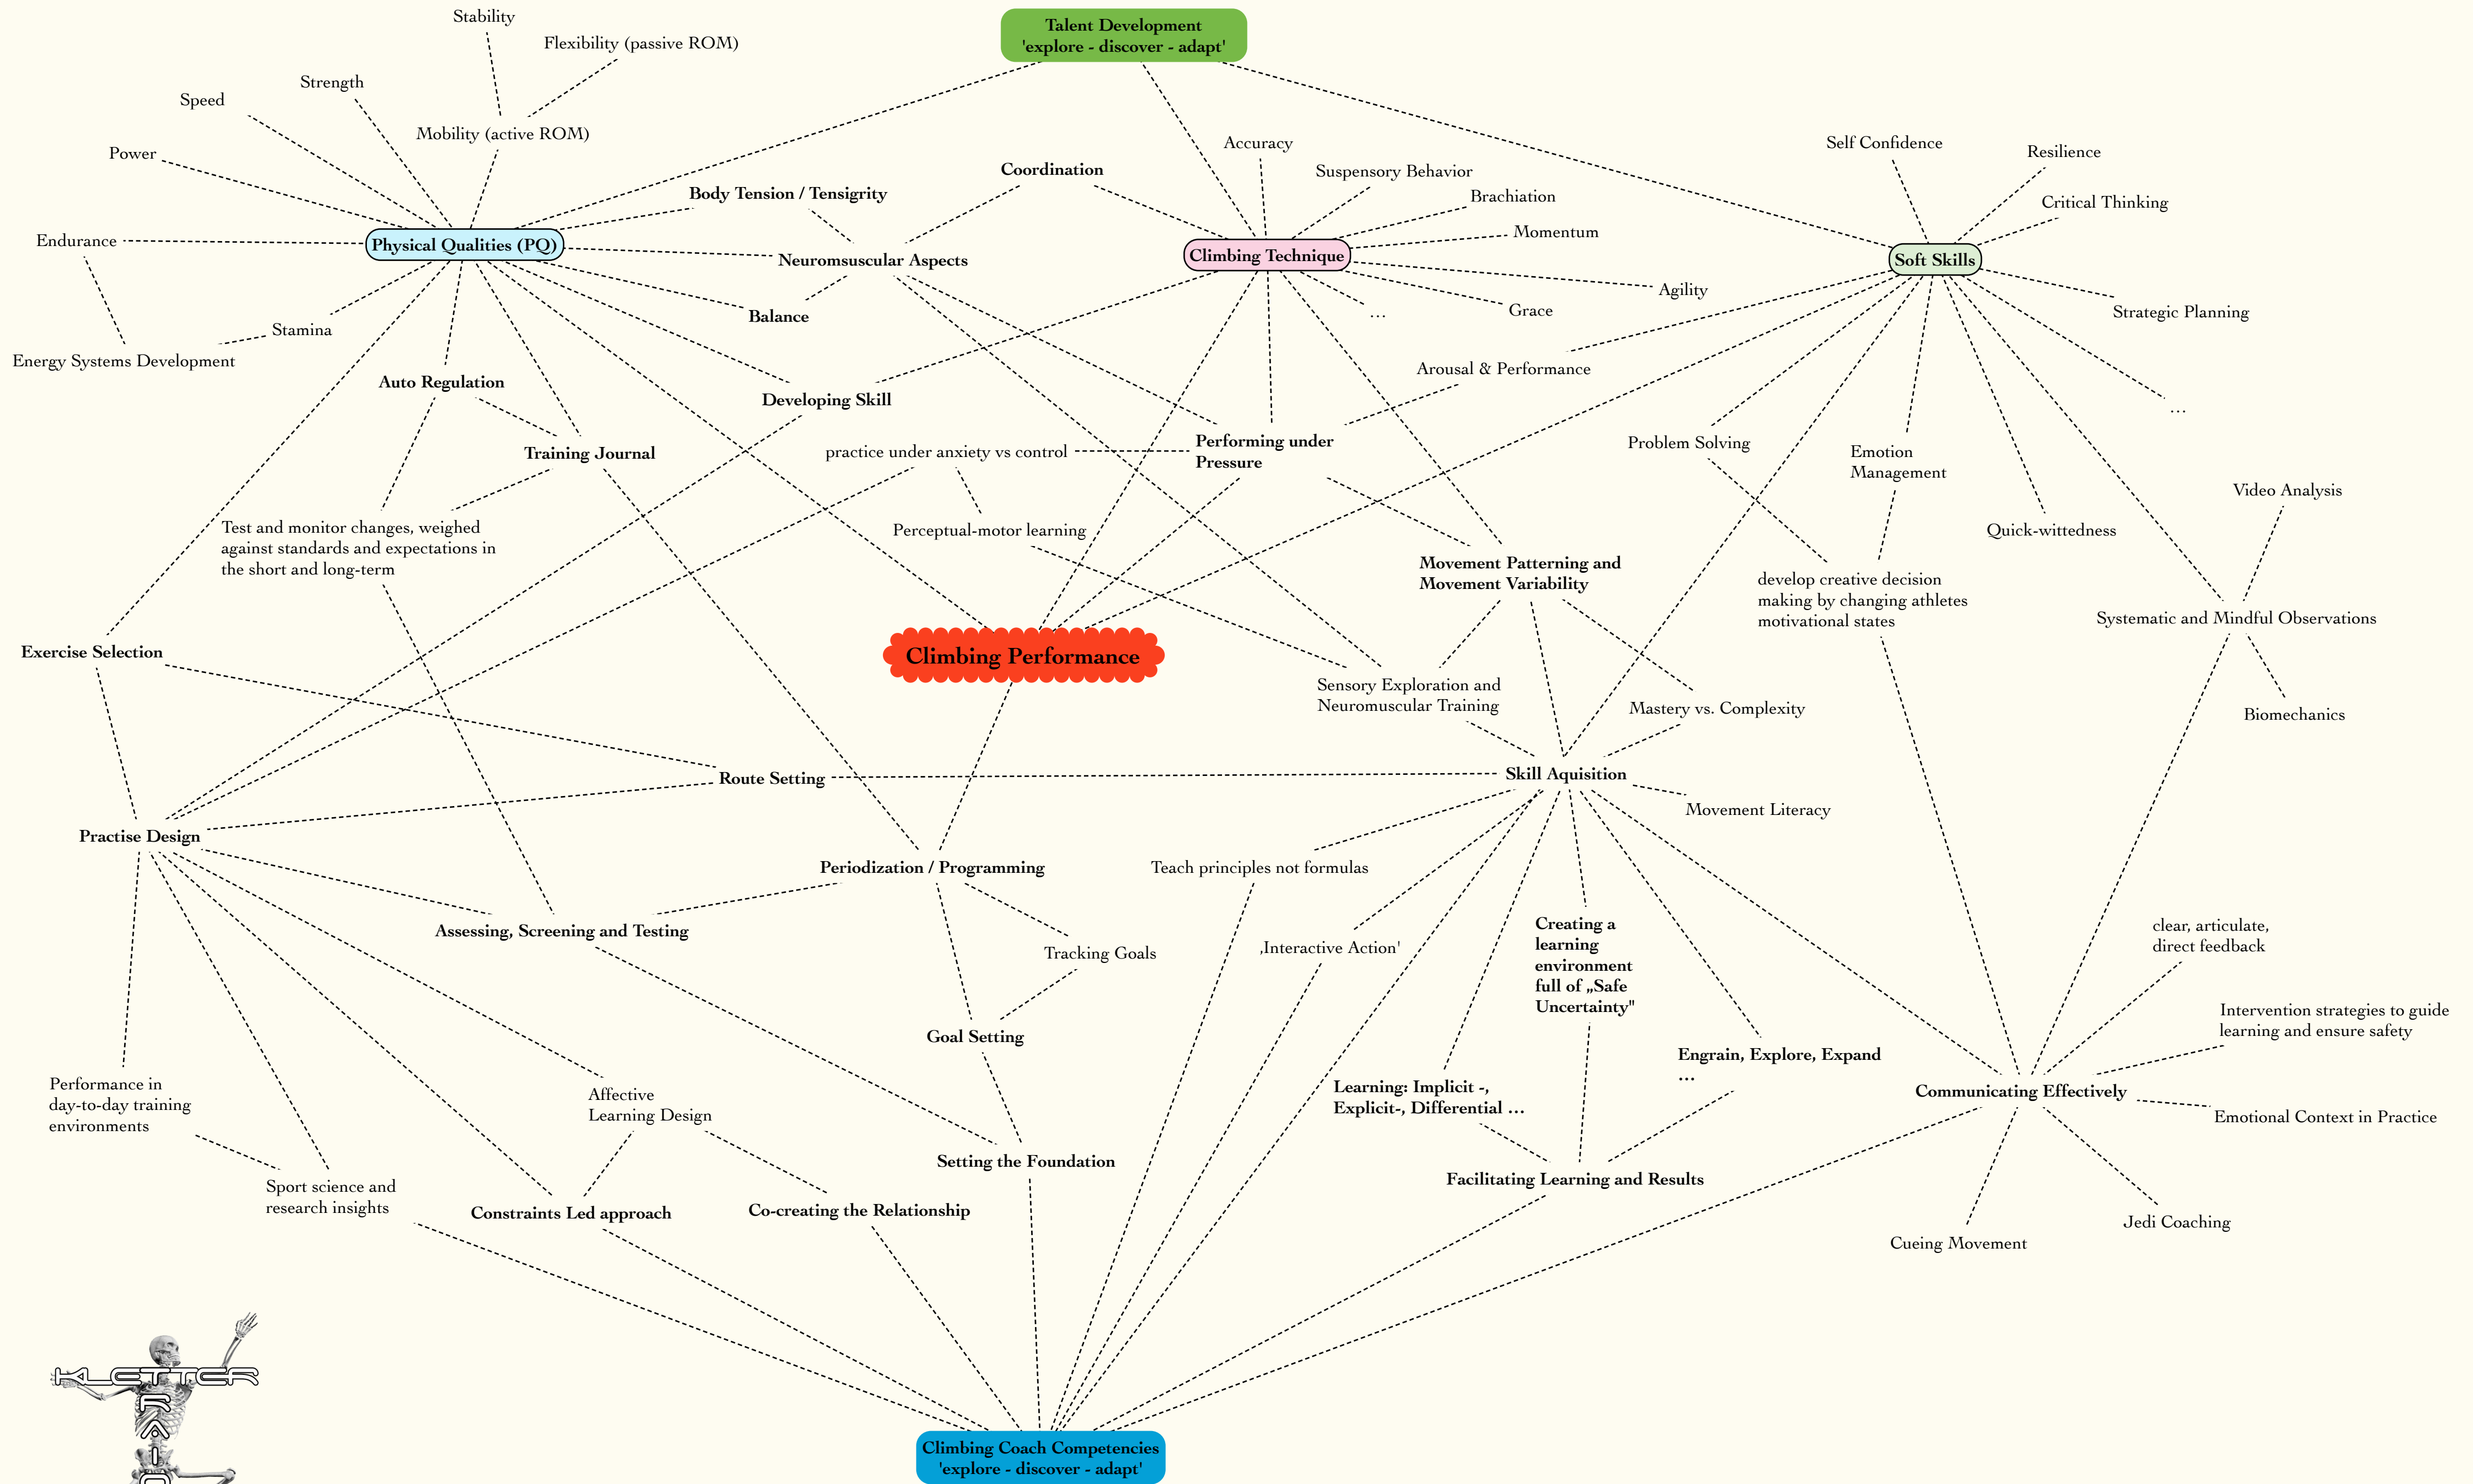 Stability
Talent Development
'explore - discover - adapt'
Flexibility (passive ROM)
Strength
Speed
Mobility (active ROM)
Power
Accuracy
Self Confidence
Resilience
Coordination
Suspensory Behavior
Body Tension / Tensigrity
Brachiation
Critical Thinking
Momentum
Endurance
Physical Qualities (PQ)
Neuromsuscular Aspects
Climbing Technique
Soft Skills
Agility
Balance
...
Grace
Strategic Planning
Stamina
Energy Systems Development
Arousal & Performance
Auto Regulation
Developing Skill
...
Training Journal
practice under anxiety vs control
Performing under
Pressure
Problem Solving
Emotion
Management
Video Analysis
Test and monitor changes, weighed
against standards and expectations in
the short and long-term
Perceptual-motor learning
Quick-wittedness
Movement Patterning and
Movement Variability
develop creative decision
making by changing athletes
motivational states
Systematic and Mindful Observations
Exercise Selection
Climbing Performance
Sensory Exploration and
Neuromuscular Training
Mastery vs. Complexity
Biomechanics
Route Setting
Skill Aquisition
Movement Literacy
Practise Design
Periodization / Programming
Teach principles not formulas
Assessing, Screening and Testing
Tracking Goals
‚Interactive Action'
Creating a
learning
environment
full of „Safe
Uncertainty"
clear, articulate,
direct feedback
Goal Setting
Intervention strategies to guide
learning and ensure safety
Engrain, Explore, Expand
...
Performance in
day-to-day training
environments
Affective
Learning Design
Learning: Implicit -,
Explicit-, Differential ...
Communicating Effectively
Emotional Context in Practice
Setting the Foundation
Facilitating Learning and Results
Sport science and
research insights
Constraints Led approach
Co-creating the Relationship
Jedi Coaching
Cueing Movement
KLETTER
Climbing Coach Competencies
'explore - discover - adapt'